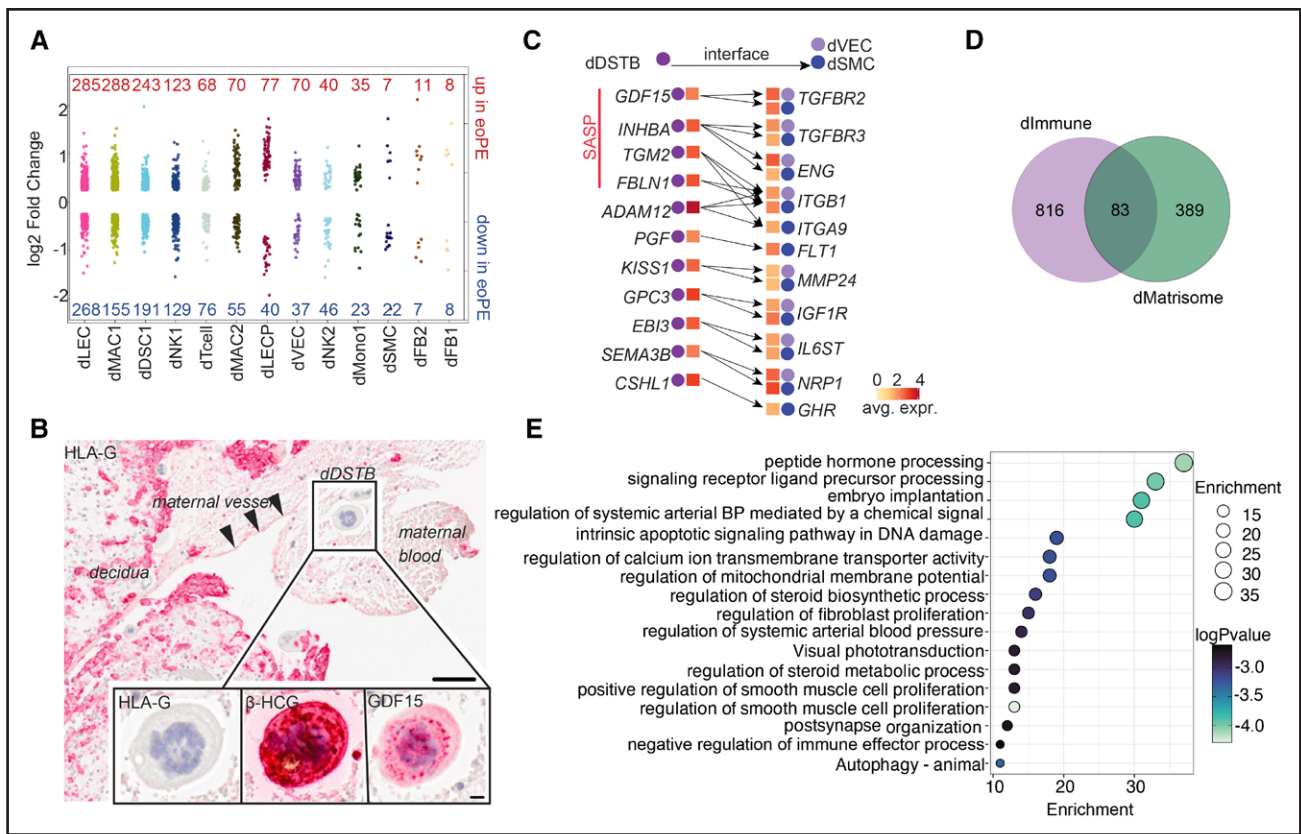 A
285 288 243 123 68 70 77 70 40 35 7 11 8
up in eoPE
2
1
0
-1
-2
log2 Fold Change
down in eoPE
268 155 191 129 76 55 40 37 46 23 22 7 8
dLEC dMAC1 dDSC1 dNK1 dTcell dMAC2 dLECP dVEC dNK2 dMono1 dSMC dFB2 dFB1
B
HLA-G
dDSTB
maternal vessel
maternal
blood
decidua
HLA-G β-HCG GDF15
C
dDSTB
interface
dVEC
dSMC
SASP
GDF15
INHBA
TGM2
FBLN1
ADAM12
PGF
KISS1
GPC3
EBI3
SEMA3B
CSHL1
TGFBR2
TGFBR3
ENG
ITGB1
ITGA9
FLT1
MMP24
IGF1R
IL6ST
NRP1
GHR
0 2 4
avg. expr.
D
dImmune
816 83 389
dMatrisome
E
peptide hormone processing
signaling receptor ligand precursor processing
embryo implantation
regulation of systemic arterial BP mediated by a chemical signal
intrinsic apoptotic signaling pathway in DNA damage
regulation of calcium ion transmembrane transporter activity
regulation of mitochondrial membrane potential
regulation of steroid biosynthetic process
regulation of fibroblast proliferation
regulation of systemic arterial blood pressure
Visual phototransduction
regulation of steroid metabolic process
positive regulation of smooth muscle cell proliferation
regulation of smooth muscle cell proliferation
postsynapse organization
negative regulation of immune effector process
Autophagy - animal
10 20 30
Enrichment
Enrichment
15
20
25
30
35
logPvalue
-3.0
-3.5
-4.0